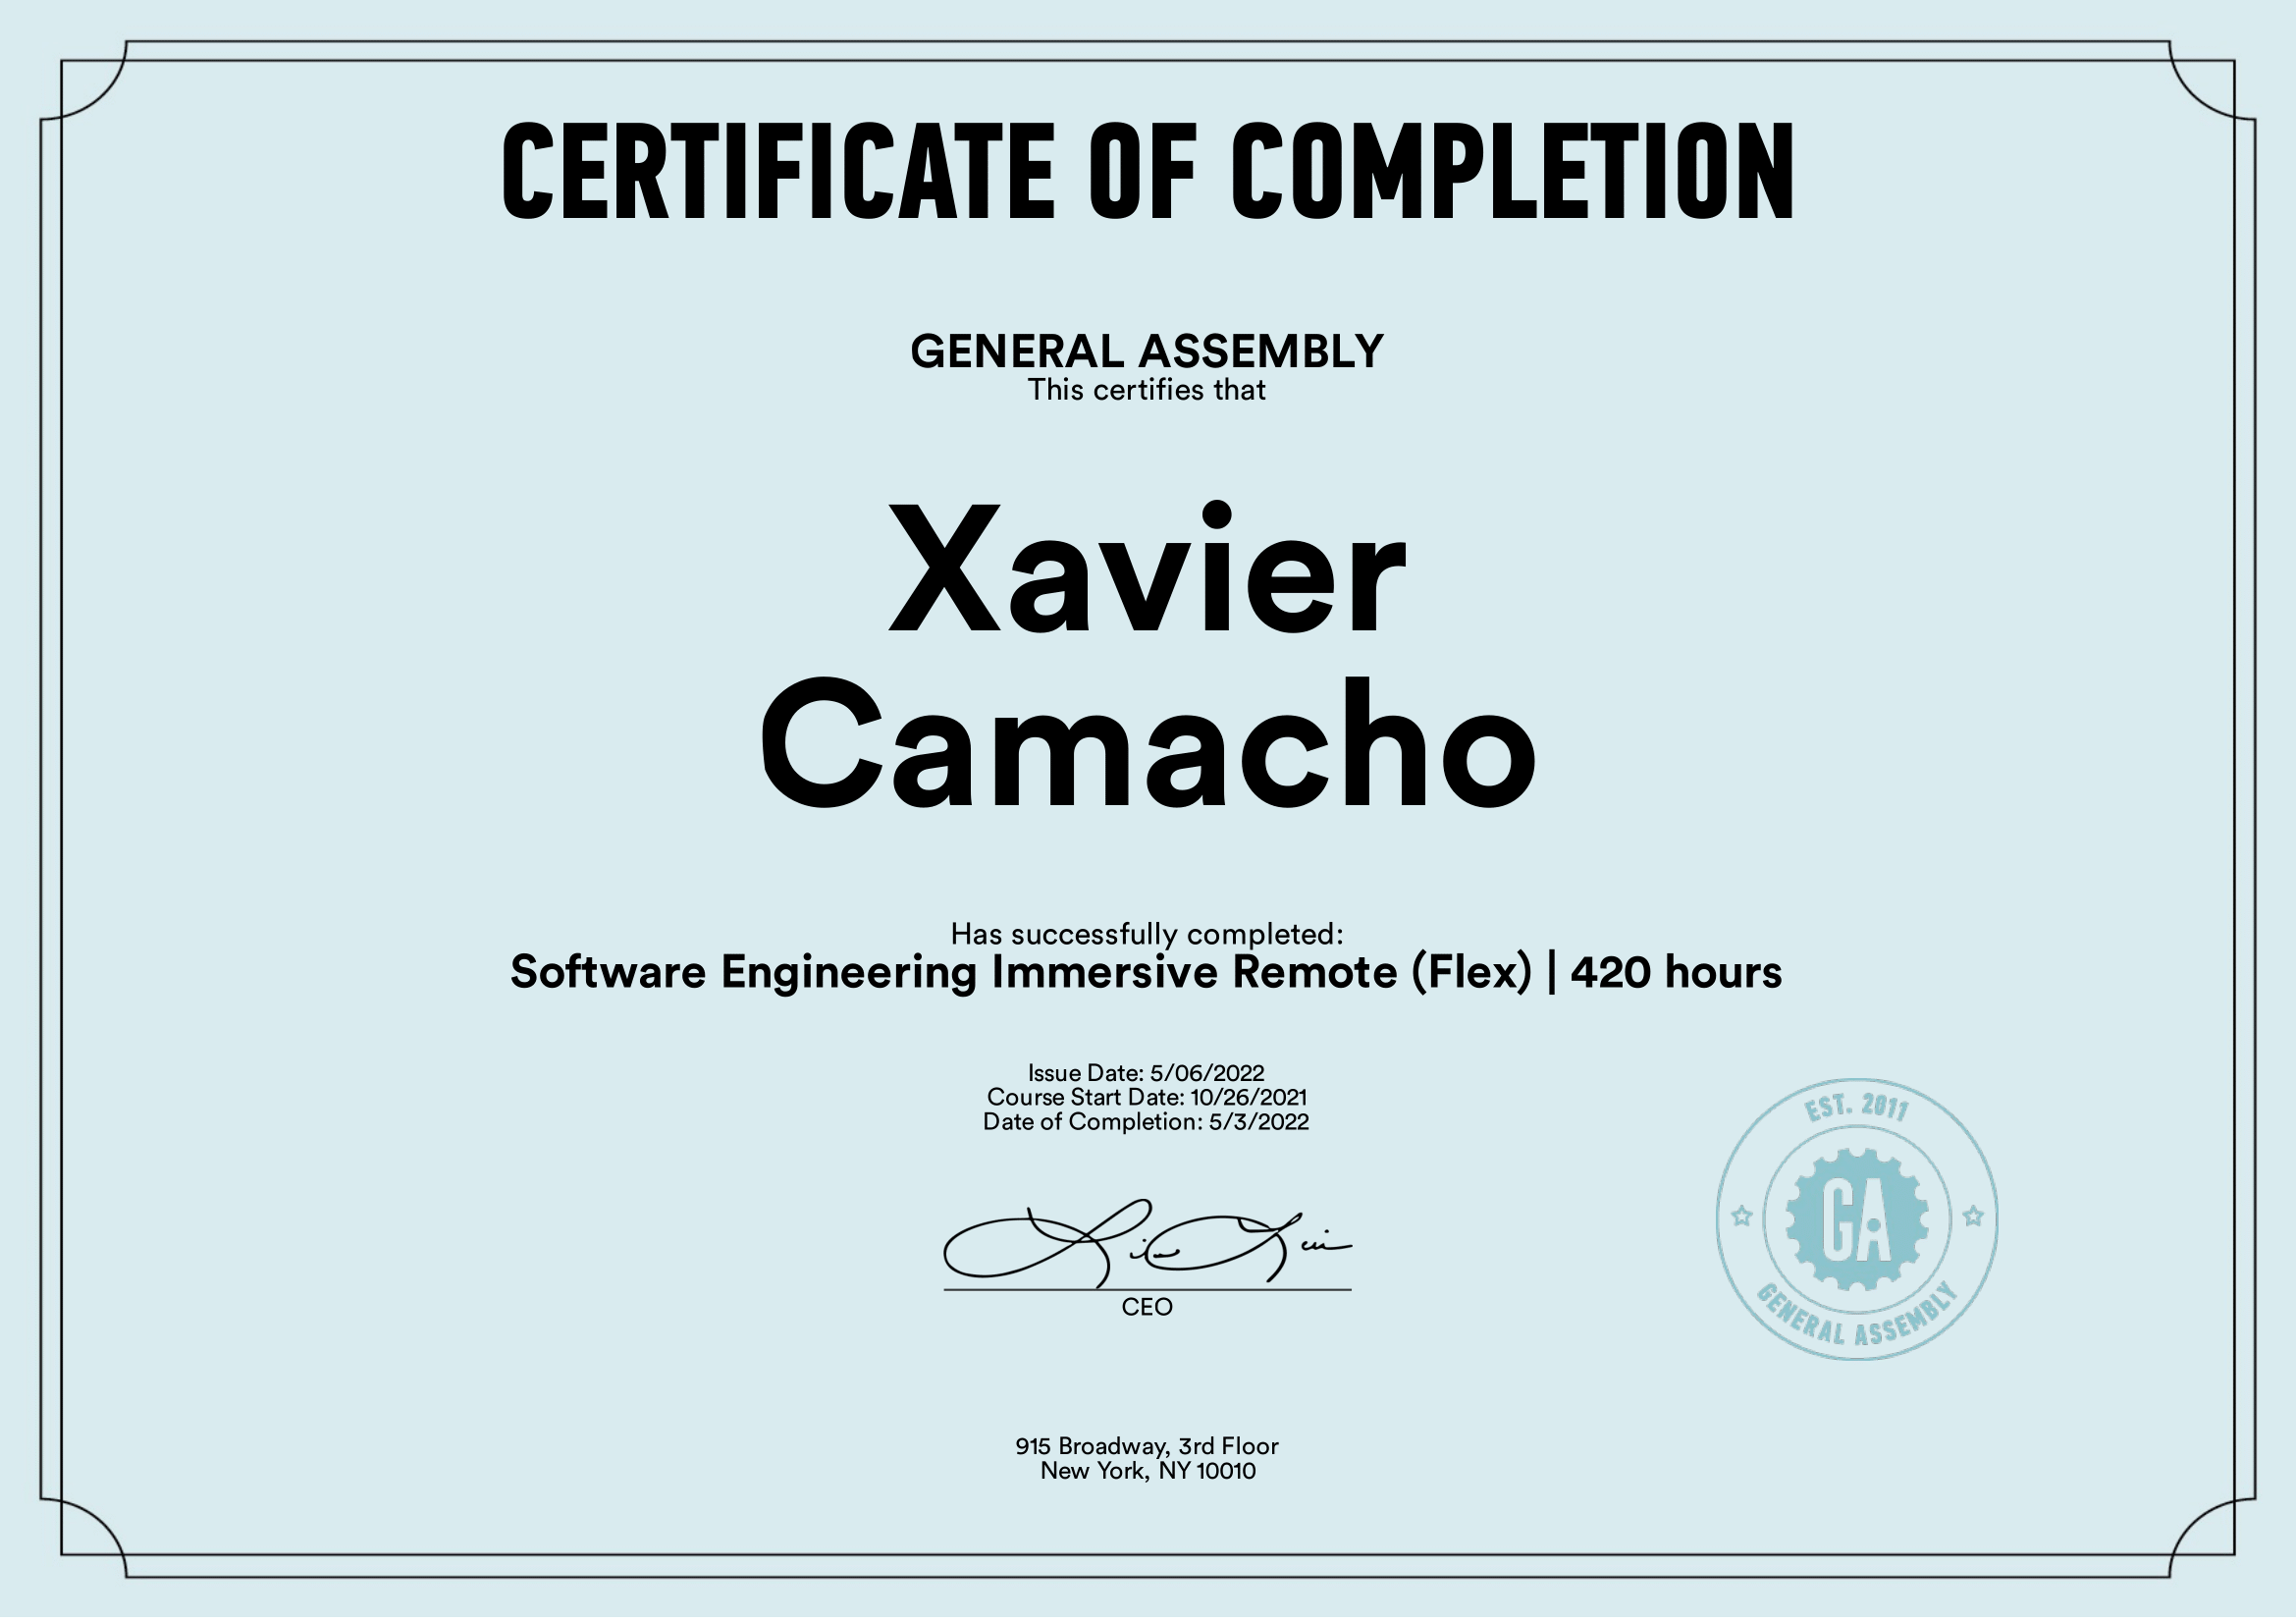 CERTIFICATE OF COMPLETION
GENERAL ASSEMBLY
This certifies that
Xavier
Camacho
Has successfully completed:
Software Engineering Immersive Remote (Flex) | 420 hours
Issue Date: 5/06/2022
Course Start Date: 10/26/2021
Date of Completion: 5/3/2022
CEO
EST. 2011
GA
GENERAL ASSEMBLY
915 Broadway, 3rd Floor
New York, NY 10010